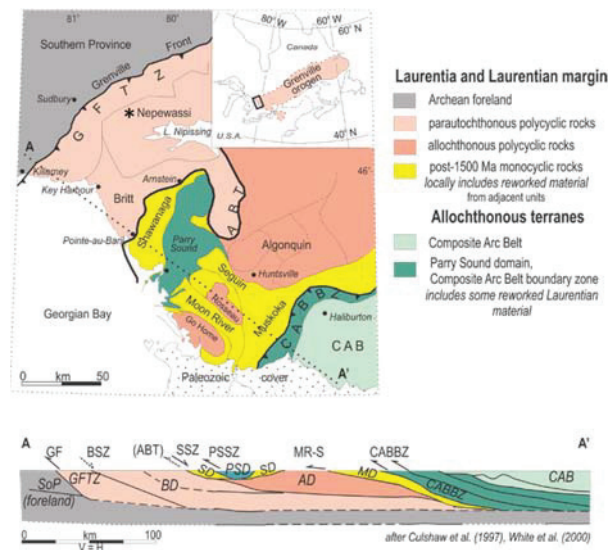 81°
80°
80°W
60°W
60°N
Southern Province
Canada
Grenville
Front
Grenville
orogen
Sudbury
G F T Z
Nepewassi
L. Nipissing
U.S.A.
40°N
A
Killarney
Key Harbour
Arnstein
46°
Britt
Shawanaga
A B T
Pointe-au-Baril
Parry
Sound
Algonquin
Seguin
Huntsville
Georgian Bay
Rosseau
Moon River
Muskoka
Go Home
C A B B Z
Haliburton
C A B
Paleozoic cover
A'
0 km 50
Laurentia and Laurentian margin
Archean foreland
parautochthonous polycyclic rocks
allochthonous polycyclic rocks
post-1500 Ma monocyclic rocks
locally includes reworked material
from adjacent units
Allochthonous terranes
Composite Arc Belt
Parry Sound domain,
Composite Arc Belt boundary zone
includes some reworked Laurentian
material
A
A'
GF BSZ (ABT) SSZ PSSZ MR-S CABBZ
SoP
(foreland)
GFTZ
BD
SD
PSD
SD
AD
MD
CABBZ
CAB
0 km 100
V = H
after Culshaw et al. (1997), White et al. (2000)